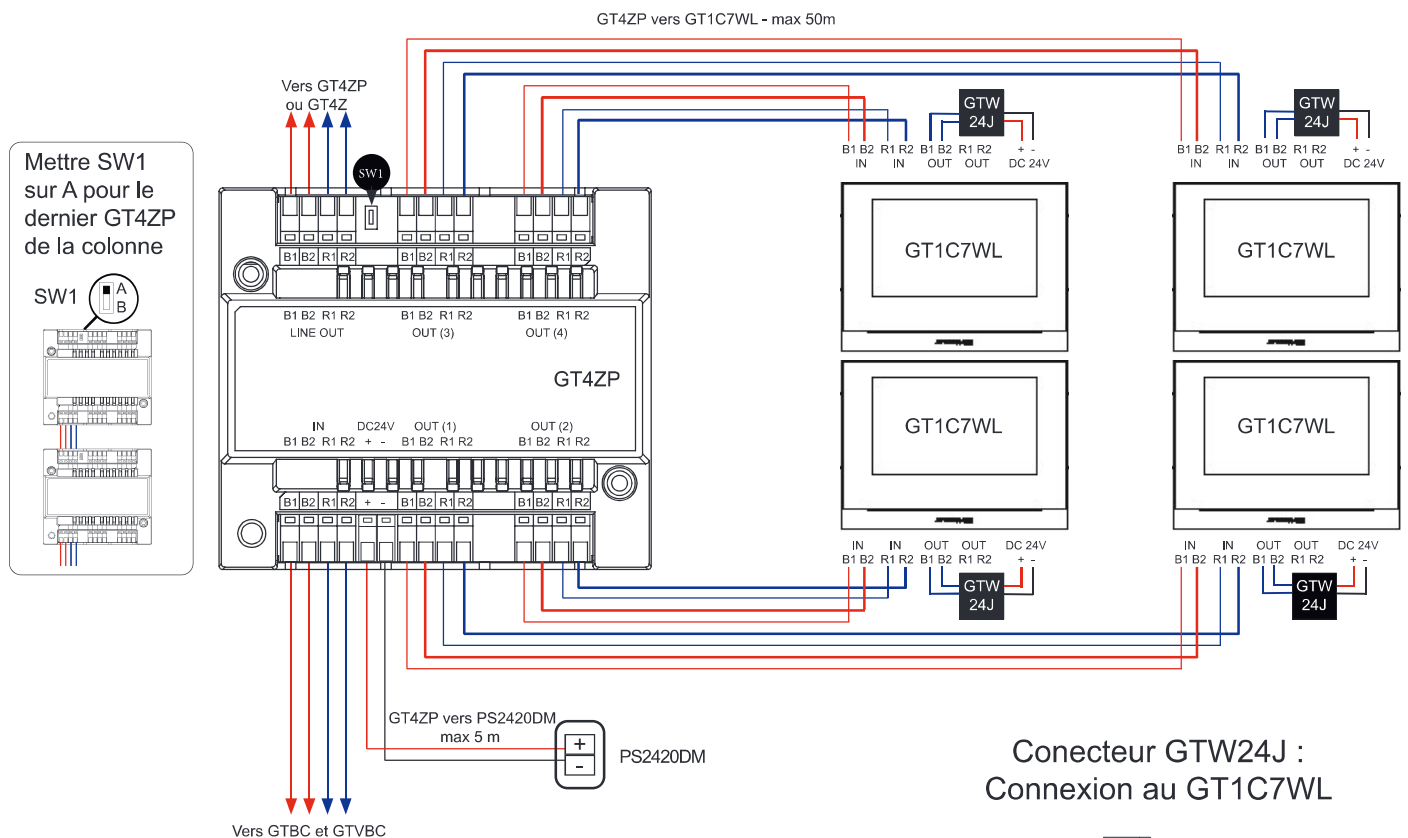 GT4ZP vers GT1C7WL - max 50m
Vers GT4ZP
ou GT4Z
Mettre SW1
sur A pour le
dernier GT4ZP
de la colonne
SW1
A
B
SW1
B1 B2 R1 R2
B1 B2 R1 R2
B1 B2 R1 R2
B1 B2 R1 R2
LINE OUT
B1 B2 R1 R2
OUT (3)
B1 B2 R1 R2
OUT (4)
GT4ZP
IN
B1 B2 R1 R2
DC24V
+ -
OUT (1)
B1 B2 R1 R2
OUT (2)
B1 B2 R1 R2
B1 B2 R1 R2 + - B1 B2 R1 R2
B1 B2 R1 R2
GTW
24J
B1 B2 R1 R2 B1 B2 R1 R2 + -
IN IN OUT OUT DC 24V
GT1C7WL
GTW
24J
B1 B2 R1 R2 B1 B2 R1 R2 + -
IN IN OUT OUT DC 24V
GT1C7WL
GT1C7WL
IN IN OUT OUT DC 24V
B1 B2 R1 R2 B1 B2 R1 R2 + -
GTW
24J
GT1C7WL
IN IN OUT OUT DC 24V
B1 B2 R1 R2 B1 B2 R1 R2 + -
GTW
24J
GT4ZP vers PS2420DM
max 5 m
+
-
PS2420DM
Vers GTBC et GTVBC
Conecteur GTW24J :
Connexion au GT1C7WL